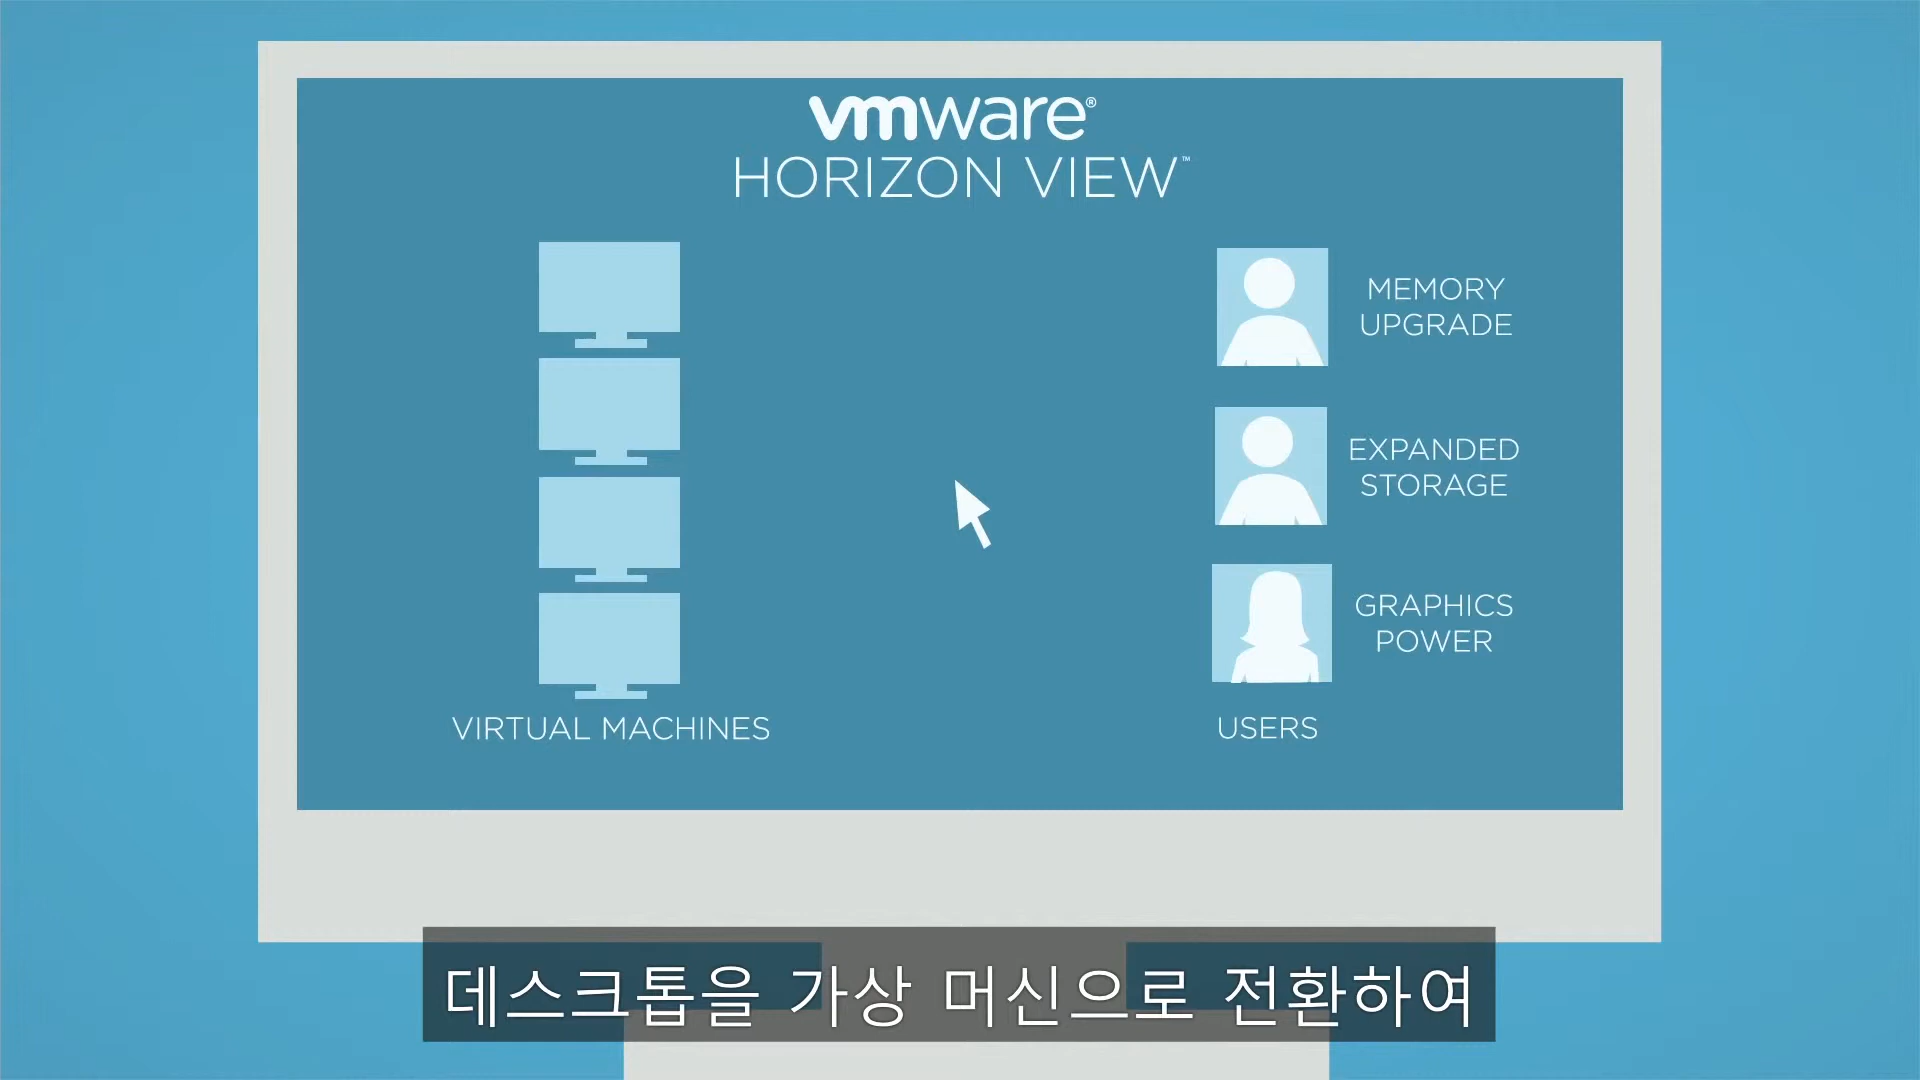 vmware®
HORIZON VIEW™
MEMORY
UPGRADE
EXPANDED
STORAGE
GRAPHICS
POWER
VIRTUAL MACHINES
USERS
데스크톱을 가상 머신으로 전환하여